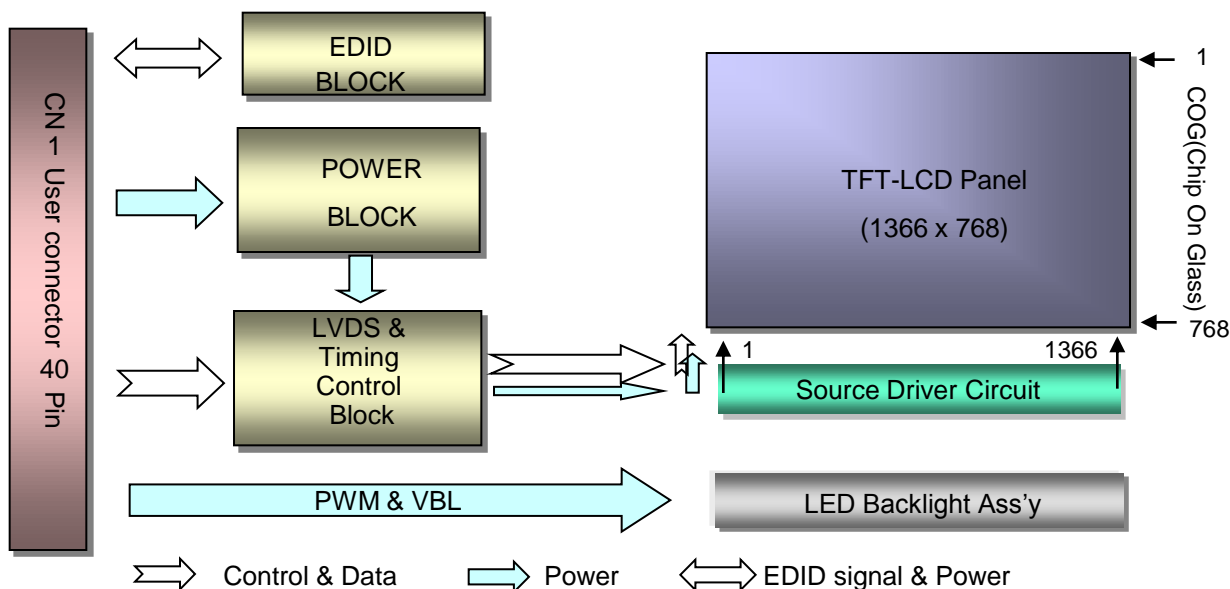 CN 1 User connector 40 Pin
EDID
BLOCK
POWER
BLOCK
LVDS &
Timing
Control
Block
TFT-LCD Panel
(1366 x 768)
1
COG(Chip On Glass)
768
1
1366
Source Driver Circuit
PWM & VBL
LED Backlight Ass’y
Control & Data
Power
EDID signal & Power